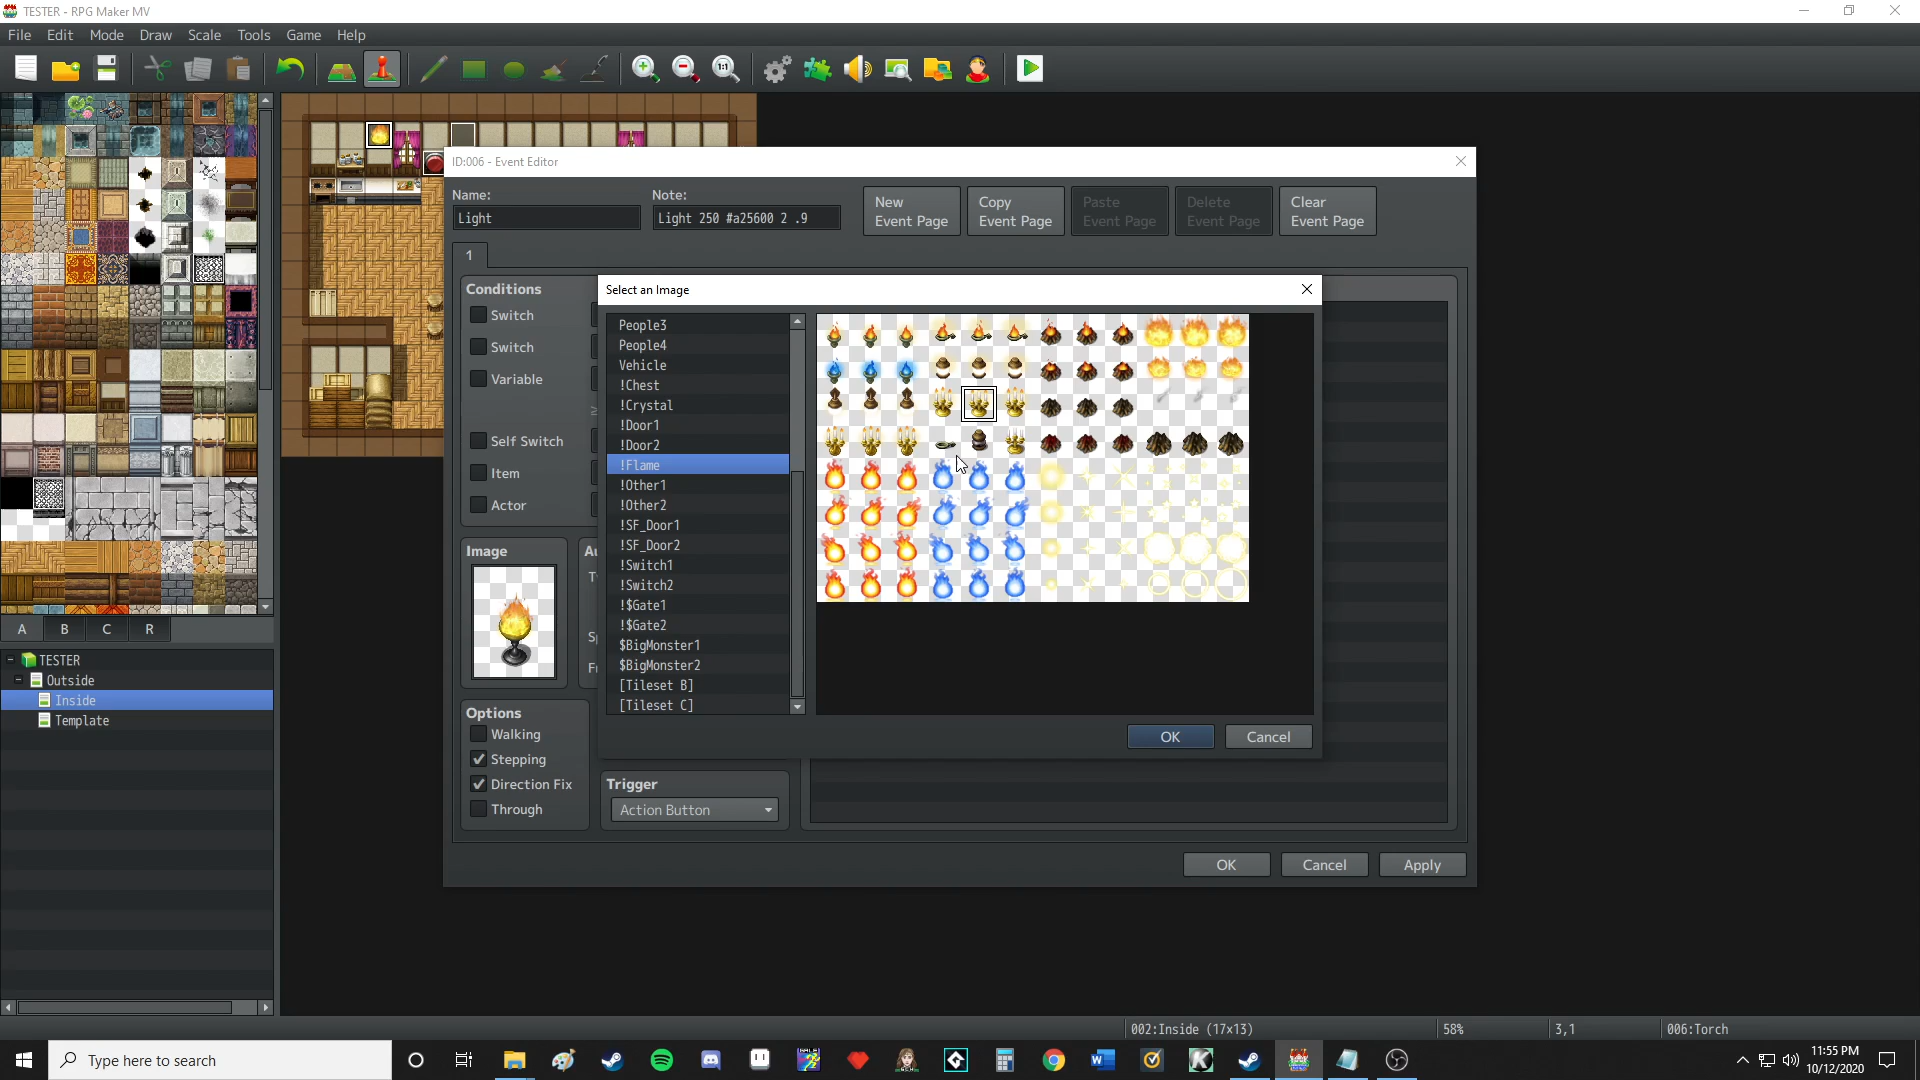 TESTER - RPG Maker MV
File Edit Mode Draw Scale Tools Game Help
1:1
ID:006 - Event Editor
Name:
Note:
Light
Light 250 #a25600 2 .9
New
Event Page
Copy
Event Page
Paste
Event Page
Delete
Event Page
Clear
Event Page
1
Conditions
Switch
Switch
Variable
≥
Self Switch
Item
Actor
Image
Au
T
Sp
Fr
Options
Walking
Stepping
Direction Fix
Through
Trigger
Action Button
Select an Image
People3
People4
Vehicle
!Chest
!Crystal
!Door1
!Door2
!Flame
!Other1
!Other2
!SF_Door1
!SF_Door2
!Switch1
!Switch2
!$Gate1
!$Gate2
$BigMonster1
$BigMonster2
[Tileset B]
[Tileset C]
OK Cancel
OK Cancel Apply
A B C R
TESTER
Outside
Inside
Template
002:Inside (17x13) 58% 3,1 006:Torch
Type here to search
11:55 PM
10/12/2020